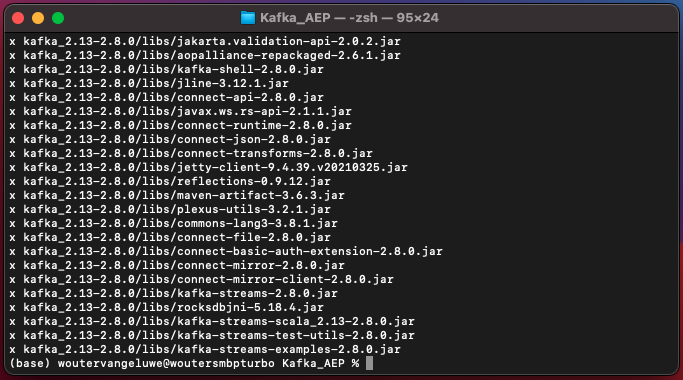 Kafka_AEP — -zsh — 95×24
x kafka_2.13-2.8.0/libs/jakarta.validation-api-2.0.2.jar
x kafka_2.13-2.8.0/libs/aopalliance-repackaged-2.6.1.jar
x kafka_2.13-2.8.0/libs/kafka-shell-2.8.0.jar
x kafka_2.13-2.8.0/libs/jline-3.12.1.jar
x kafka_2.13-2.8.0/libs/connect-api-2.8.0.jar
x kafka_2.13-2.8.0/libs/javax.ws.rs-api-2.1.1.jar
x kafka_2.13-2.8.0/libs/connect-runtime-2.8.0.jar
x kafka_2.13-2.8.0/libs/connect-json-2.8.0.jar
x kafka_2.13-2.8.0/libs/connect-transforms-2.8.0.jar
x kafka_2.13-2.8.0/libs/jetty-client-9.4.39.v20210325.jar
x kafka_2.13-2.8.0/libs/reflections-0.9.12.jar
x kafka_2.13-2.8.0/libs/maven-artifact-3.6.3.jar
x kafka_2.13-2.8.0/libs/plexus-utils-3.2.1.jar
x kafka_2.13-2.8.0/libs/commons-lang3-3.8.1.jar
x kafka_2.13-2.8.0/libs/connect-file-2.8.0.jar
x kafka_2.13-2.8.0/libs/connect-basic-auth-extension-2.8.0.jar
x kafka_2.13-2.8.0/libs/connect-mirror-2.8.0.jar
x kafka_2.13-2.8.0/libs/connect-mirror-client-2.8.0.jar
x kafka_2.13-2.8.0/libs/kafka-streams-2.8.0.jar
x kafka_2.13-2.8.0/libs/rocksdbjni-5.18.4.jar
x kafka_2.13-2.8.0/libs/kafka-streams-scala_2.13-2.8.0.jar
x kafka_2.13-2.8.0/libs/kafka-streams-test-utils-2.8.0.jar
x kafka_2.13-2.8.0/libs/kafka-streams-examples-2.8.0.jar
(base) woutervangeluwe@woutersmbpturbo Kafka_AEP %